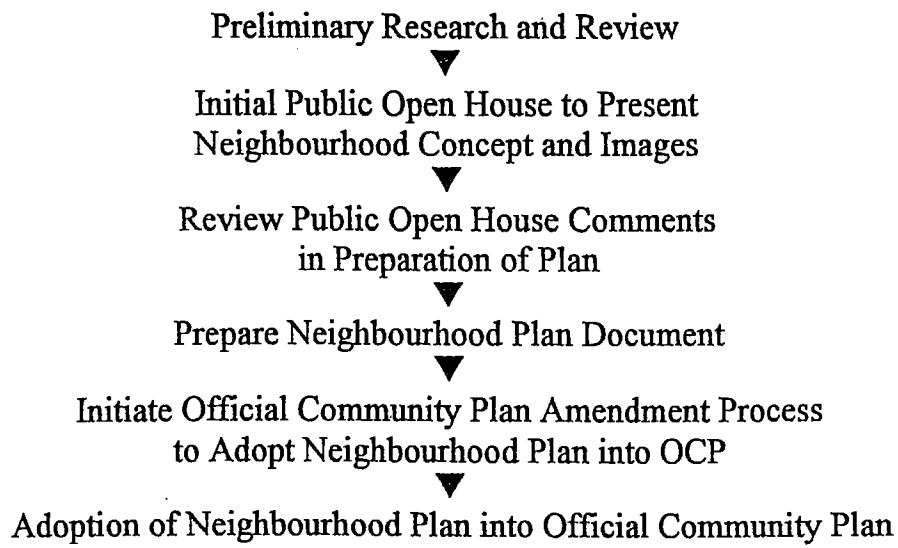 Preliminary Research and Review
Initial Public Open House to Present
Neighbourhood Concept and Images
Review Public Open House Comments
in Preparation of Plan
Prepare Neighbourhood Plan Document
Initiate Official Community Plan Amendment Process
to Adopt Neighbourhood Plan into OCP
Adoption of Neighbourhood Plan into Official Community Plan